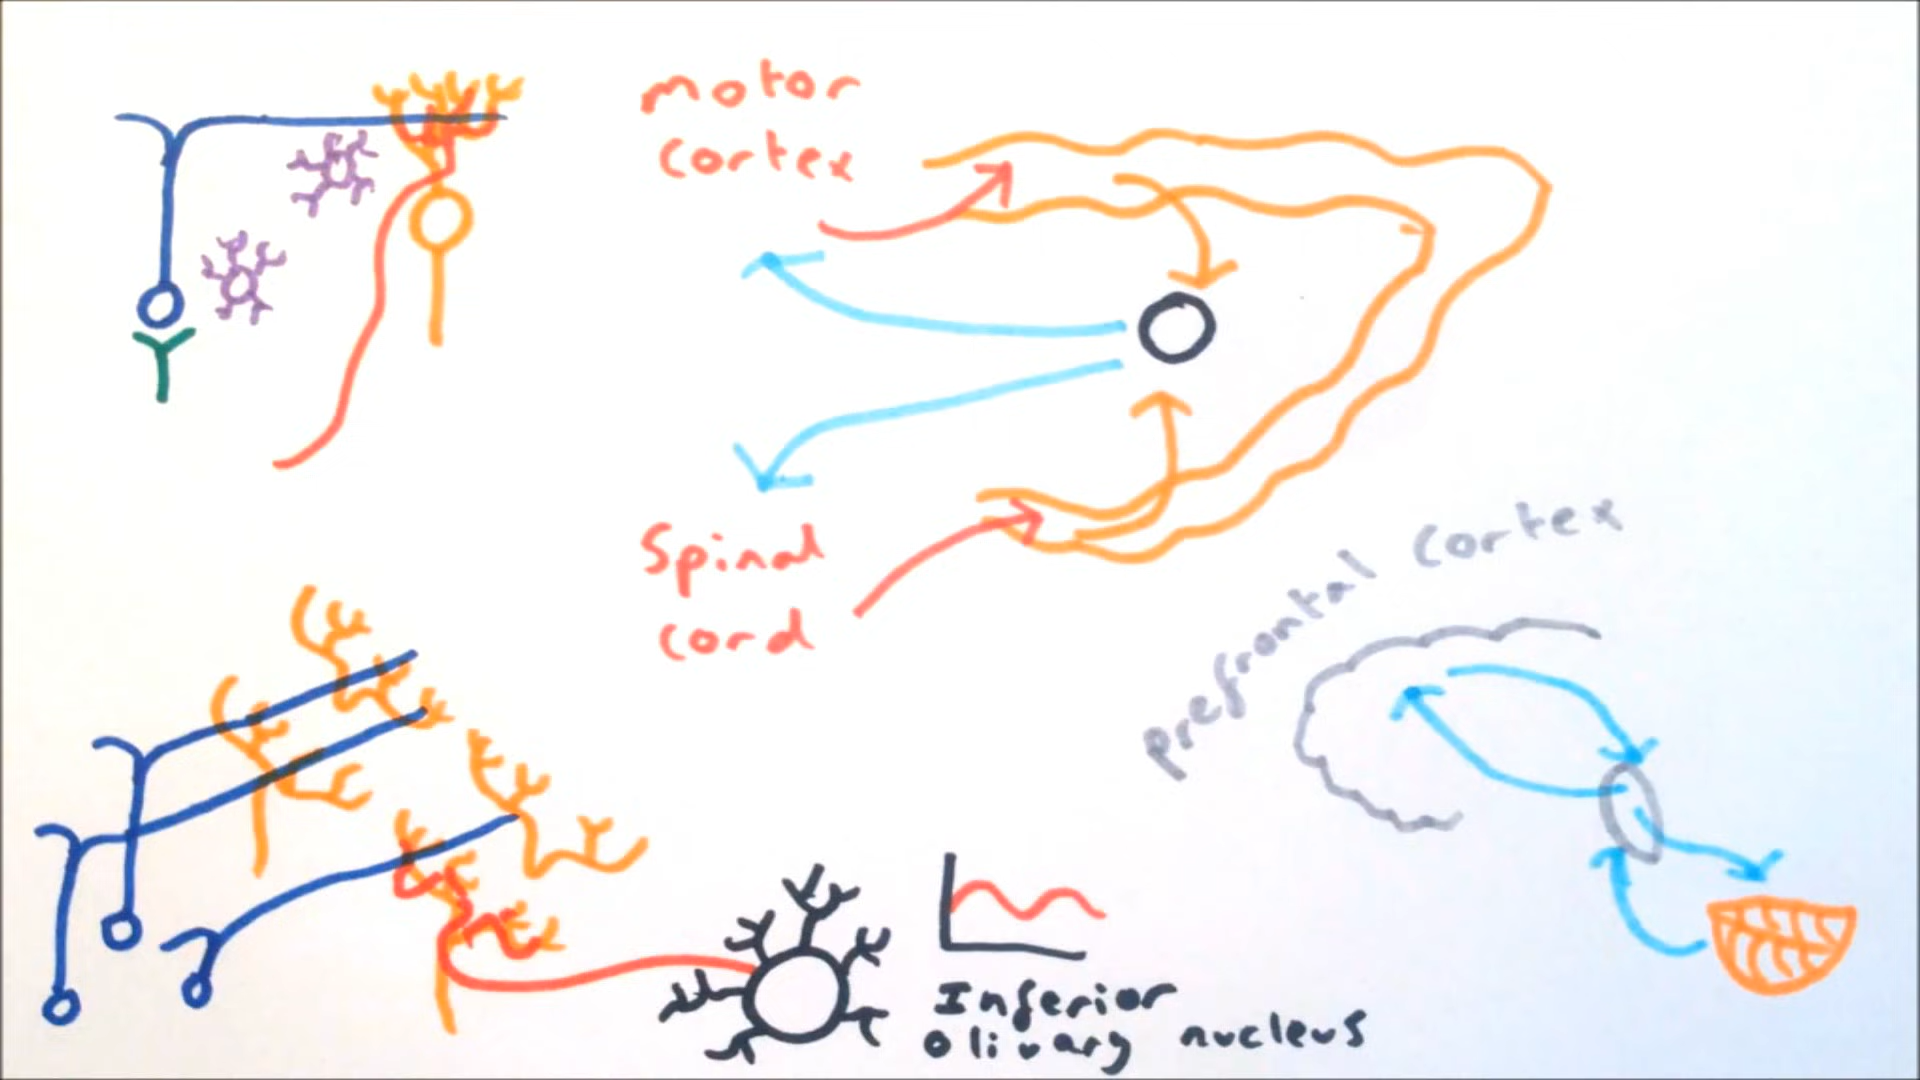 motor
cortex
Spinal
cord
prefrontal cortex
Inferior
olivary nucleus